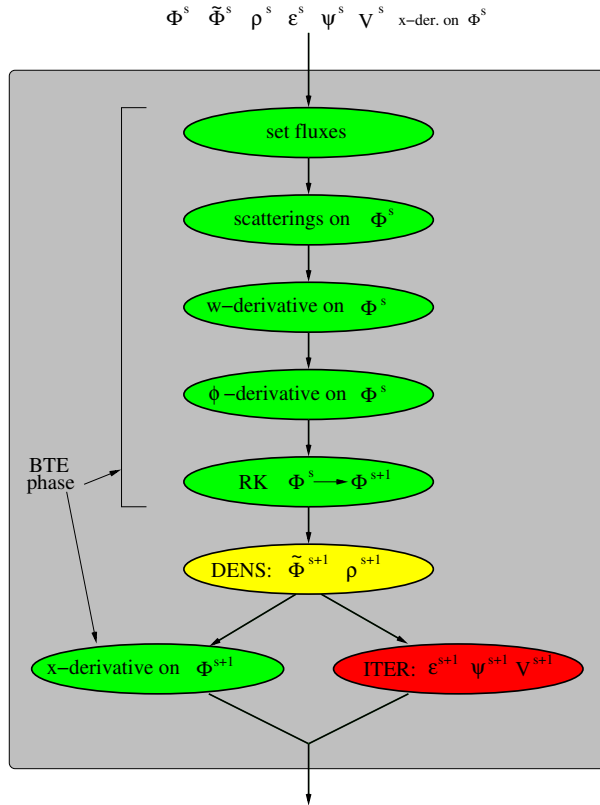 Φ^s Φ̃^s ρ^s ε^s ψ^s V^s x-der. on Φ^s
set fluxes
scatterings on Φ^s
w-derivative on Φ^s
ϕ-derivative on Φ^s
BTE
phase
RK Φ^s → Φ^s+1
DENS: Φ̃^s+1 ρ^s+1
x-derivative on Φ^s+1
ITER: ε^s+1 ψ^s+1 V^s+1